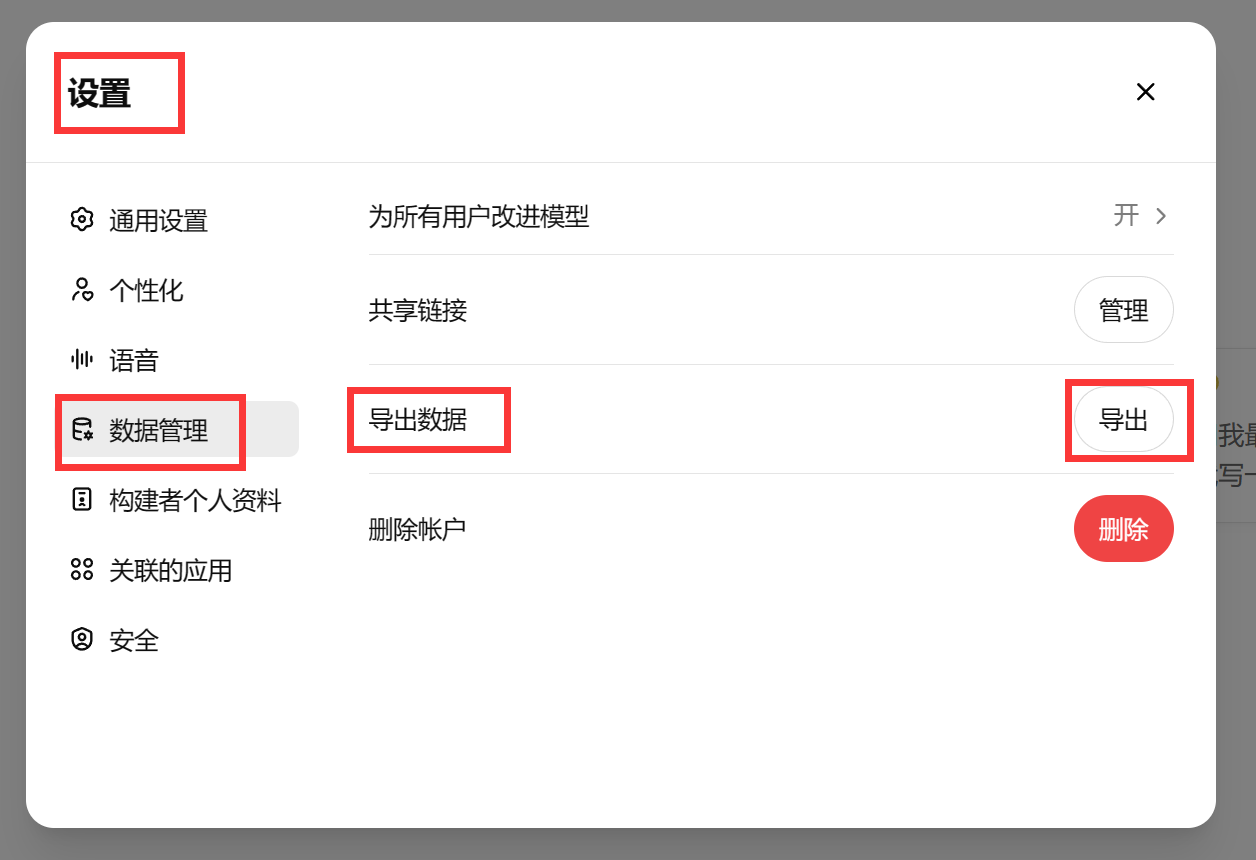 设置
通用设置
个性化
语音
数据管理
构建者个人资料
关联的应用
安全
为所有用户改进模型
开
共享链接
管理
导出数据
导出
删除帐户
删除
我最
写一